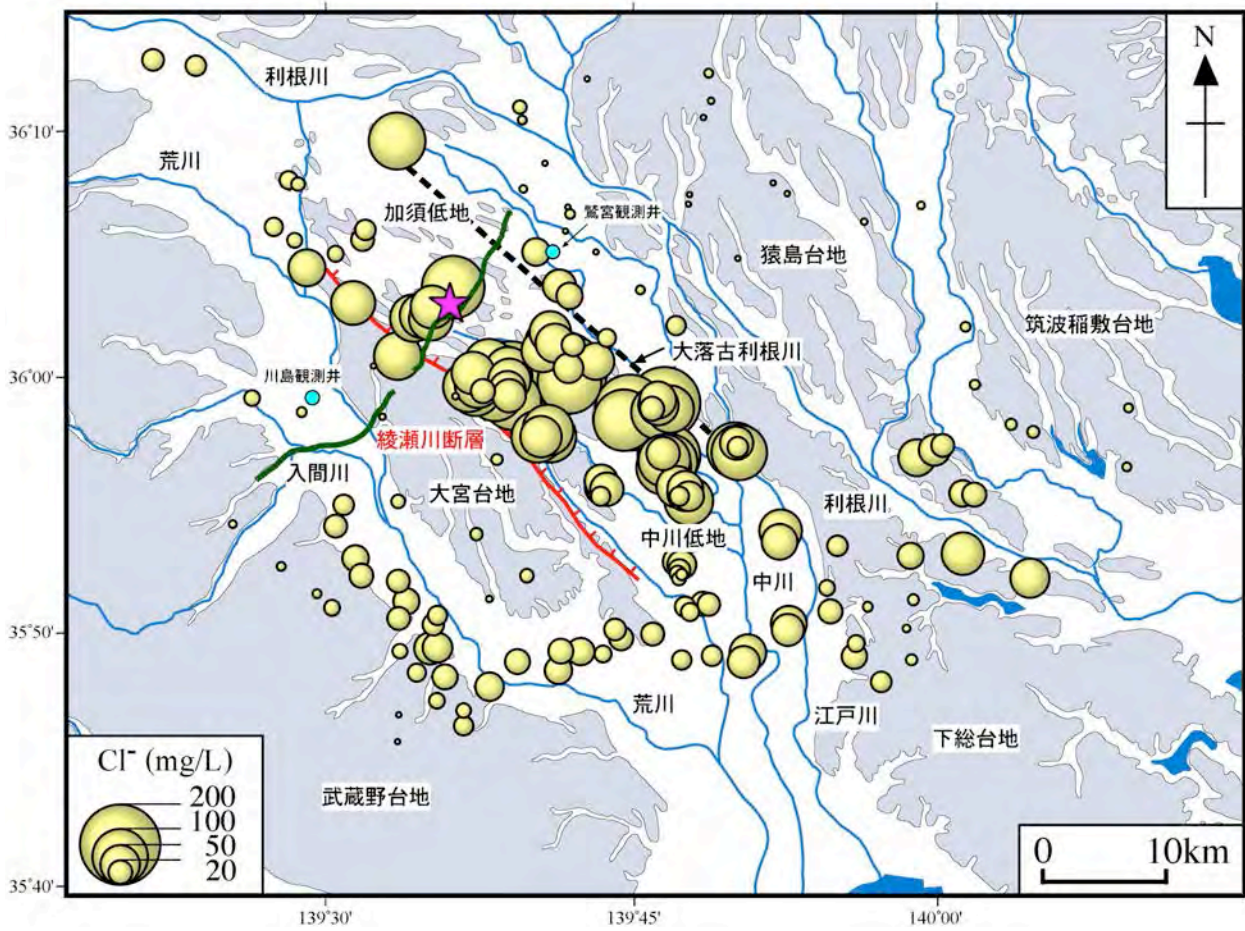 N
利根川
36°10'
荒川
加須低地
鷲宮観測井
猿島台地
筑波稲敷台地
大落古利根川
36°00'
川島観測井
綾瀬川断層
入間川
大宮台地
利根川
中川低地
中川
35°50'
荒川
江戸川
下総台地
武蔵野台地
Cl⁻ (mg/L)
200
100
50
20
0 10km
35°40'
139°30' 139°45' 140°00'